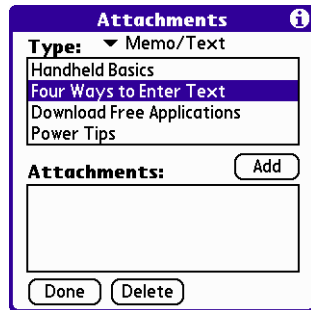 Attachments
Type: Memo/Text
Handheld Basics
Four Ways to Enter Text
Download Free Applications
Power Tips
Attachments: Add
Done Delete